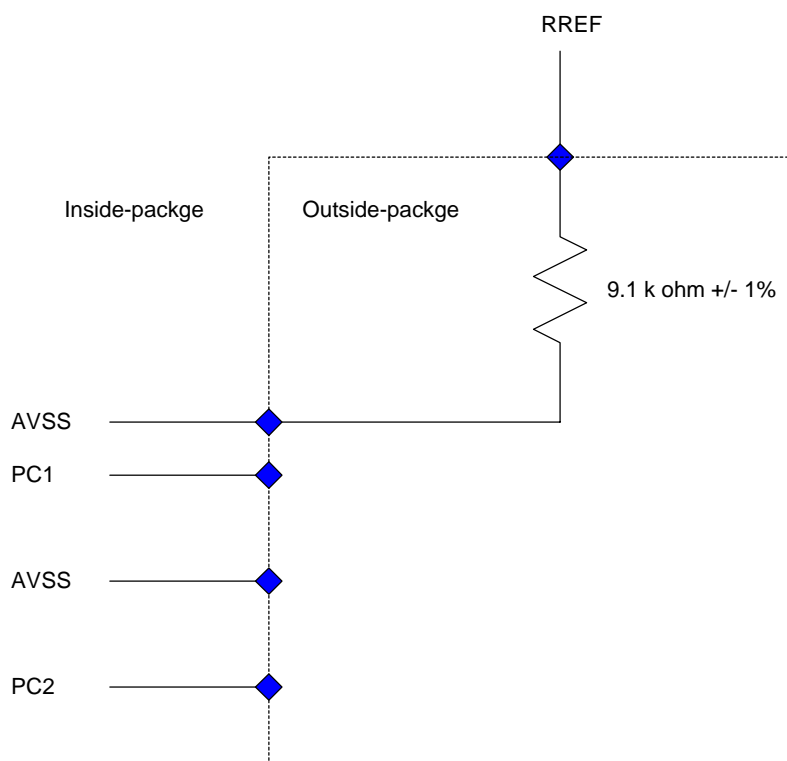 RREF
Inside-packge
Outside-packge
9.1 k ohm +/- 1%
AVSS
PC1
AVSS
PC2